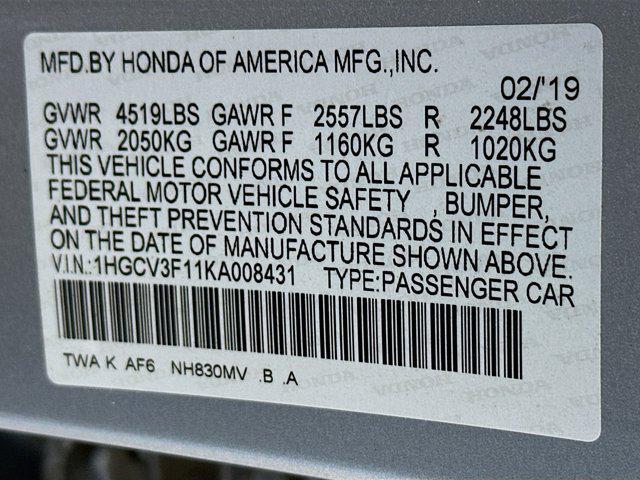 MFD.BY HONDA OF AMERICA MFG.,INC.
02/'19
GVWR 4519LBS GAWR F 2557LBS R 2248LBS
GVWR 2050KG GAWR F 1160KG R 1020KG
THIS VEHICLE CONFORMS TO ALL APPLICABLE
FEDERAL MOTOR VEHICLE SAFETY , BUMPER,
AND THEFT PREVENTION STANDARDS IN EFFECT
ON THE DATE OF MANUFACTURE SHOWN ABOVE.
V.I.N.:1HGCV3F11KA008431 TYPE:PASSENGER CAR
TWA K AF6 NH830MV .B .A